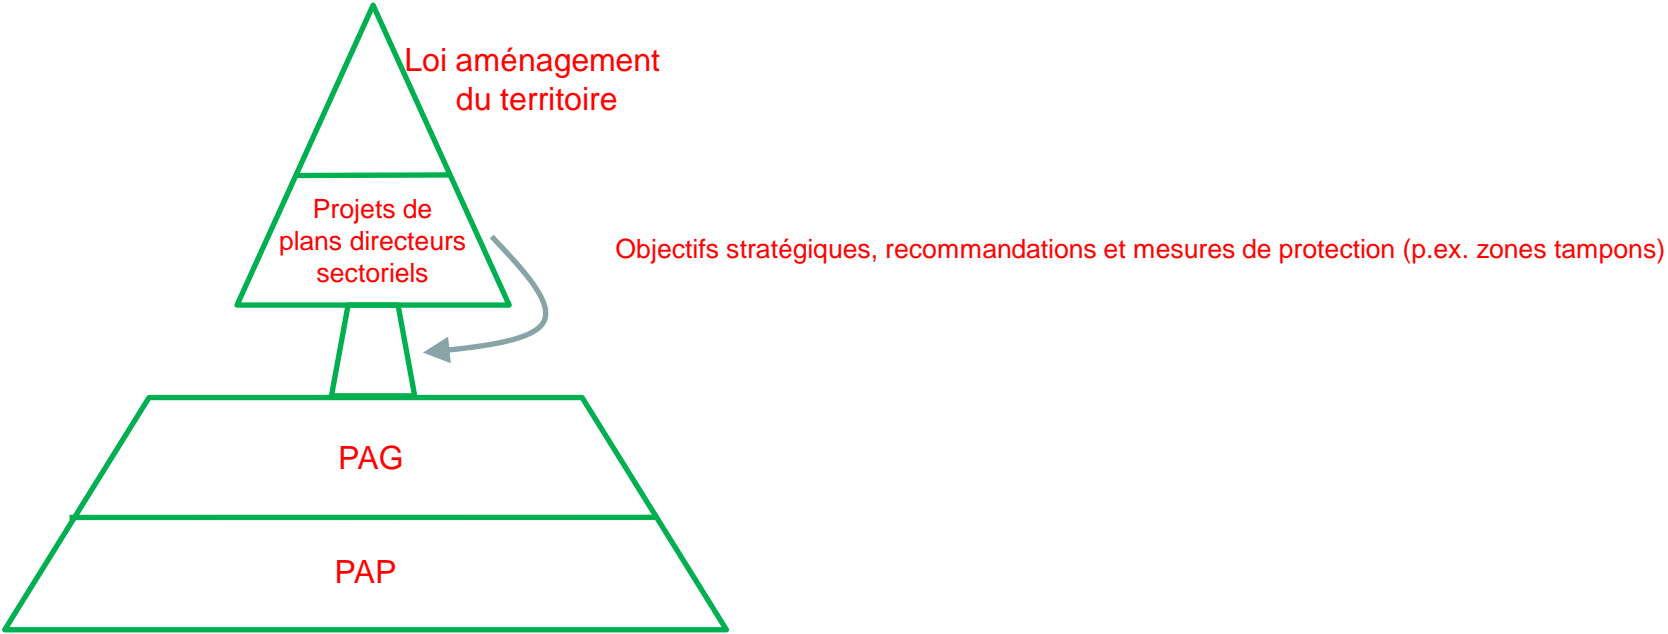 Loi aménagement
du territoire
Projets de
plans directeurs
sectoriels
Objectifs stratégiques, recommandations et mesures de protection (p.ex. zones tampons)
PAG
PAP